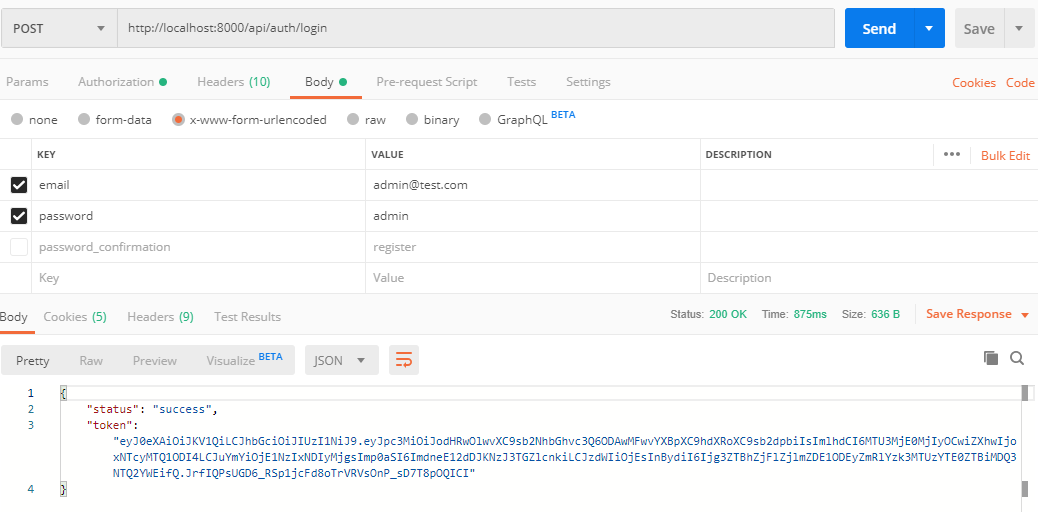 POST http://localhost:8000/api/auth/login Send Save
Params Authorization Headers (10) Body Pre-request Script Tests Settings Cookies Code
none form-data x-www-form-urlencoded raw binary GraphQL BETA
KEY VALUE DESCRIPTION ••• Bulk Edit
email admin@test.com
password admin
password_confirmation register
Key Value Description
Body Cookies (5) Headers (9) Test Results Status: 200 OK Time: 875ms Size: 636 B Save Response
Pretty Raw Preview Visualize BETA JSON
1 {
2 "status": "success",
3 "token":
"eyJ0eXAiOiJKV1QiLCJhbGciOiJIUzI1NiJ9.eyJpc3MiOiJodHRwOlwvXC9sb2NhbGhvc3Q6ODAwMFwvYXBpXC9hdXRoXC9sb2dpbiIsImlhdCI6MTU3MjE0MjIyOCwiZXhwIjo
xNTcyMTQ1ODI4LCJuYmYiOjE1NzIxNDIyMjgsImp0aSI6ImdneE12dDJKNzJ3TGZlcnkiLCJzdWIiOjEsInBydiI6Ijg3ZTBhZjFlZjlmZDE1ODEyZmRlYzk3MTUzYTE0ZTBiMDQ3
NTQ2YWEifQ.JrfIQPsUGD6_RSp1jcFd8oTrVRVsOnP_sD7T8pOQICI"
4 }